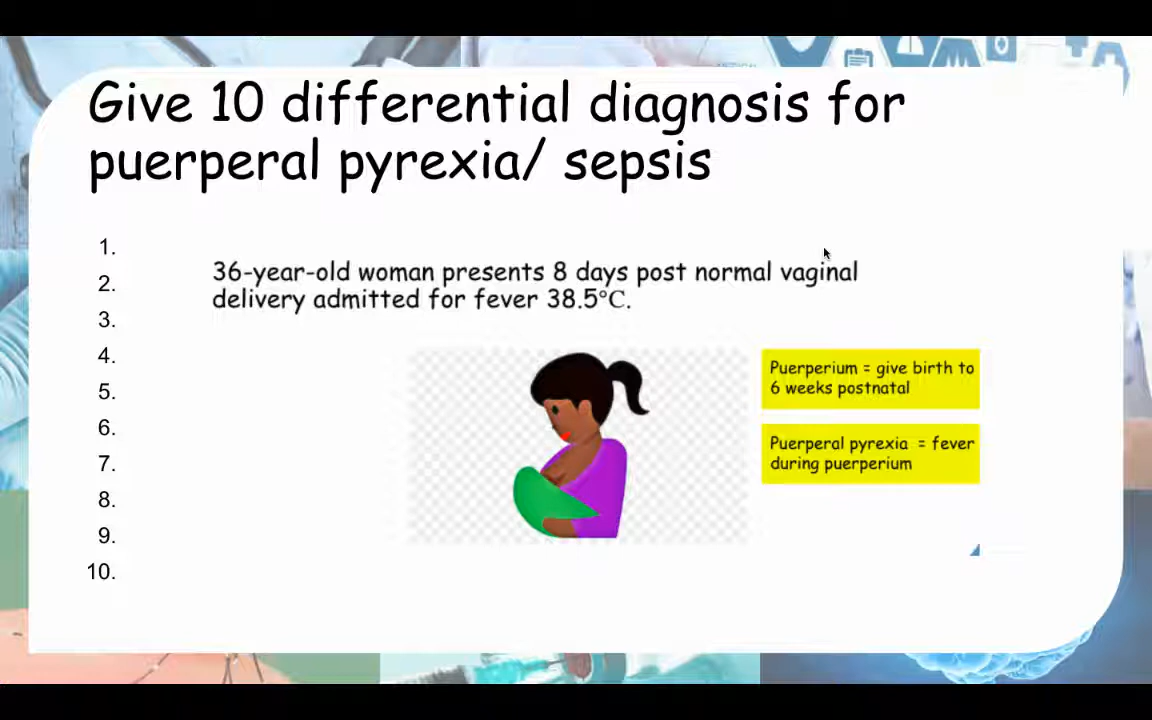 Give 10 differential diagnosis for
puerperal pyrexia/ sepsis
1.
2.
3.
4.
5.
6.
7.
8.
9.
10.
36-year-old woman presents 8 days post normal vaginal
delivery admitted for fever 38.5°C.
Puerperium = give birth to
6 weeks postnatal
Puerperal pyrexia = fever
during puerperium